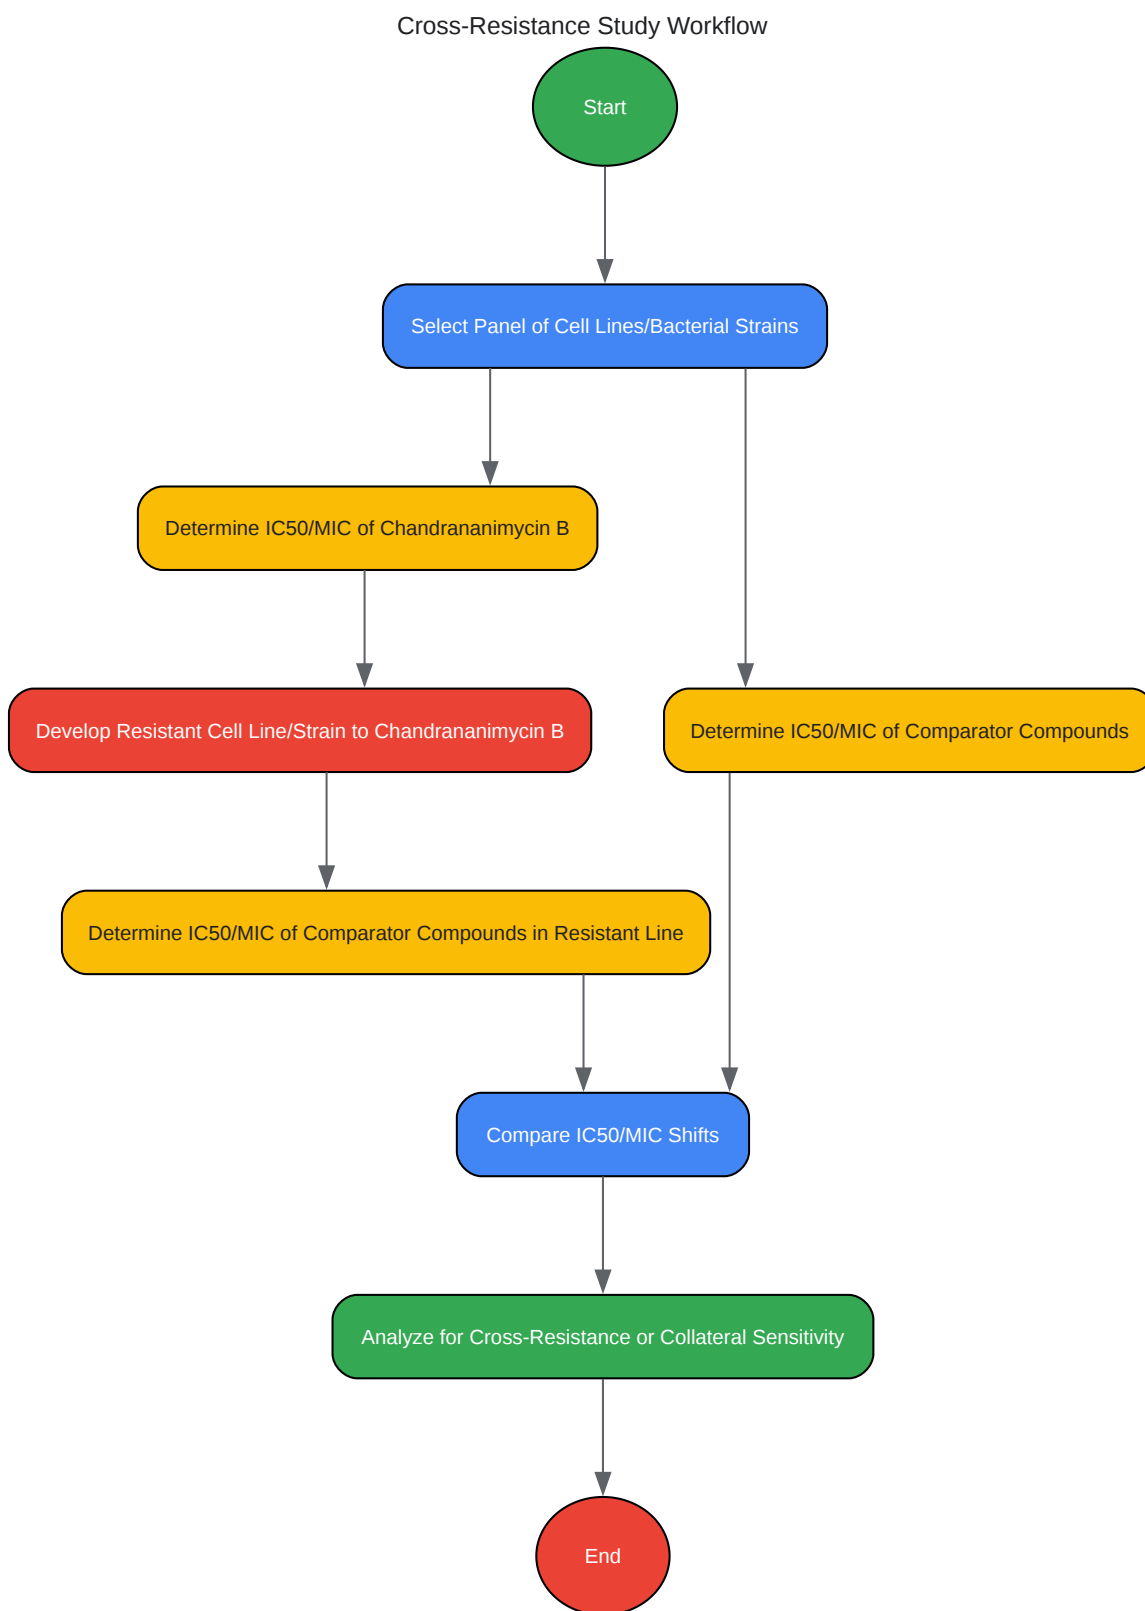 Cross-Resistance Study Workflow
Start
Select Panel of Cell Lines/Bacterial Strains
Determine IC50/MIC of Chandrananimycin B
Develop Resistant Cell Line/Strain to Chandrananimycin B
Determine IC50/MIC of Comparator Compounds
Determine IC50/MIC of Comparator Compounds in Resistant Line
Compare IC50/MIC Shifts
Analyze for Cross-Resistance or Collateral Sensitivity
End